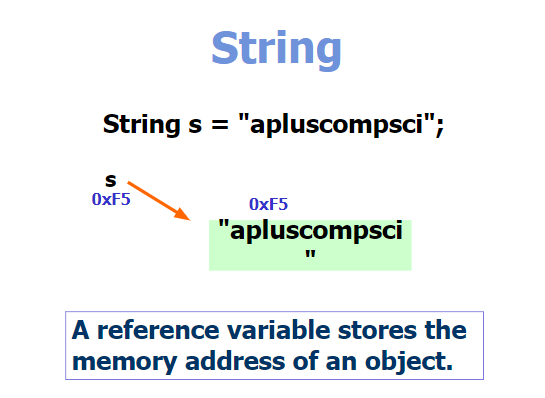 String
String s = "apluscompsci";
s
0xF5
0xF5
"apluscompsci
"
A reference variable stores the
memory address of an object.